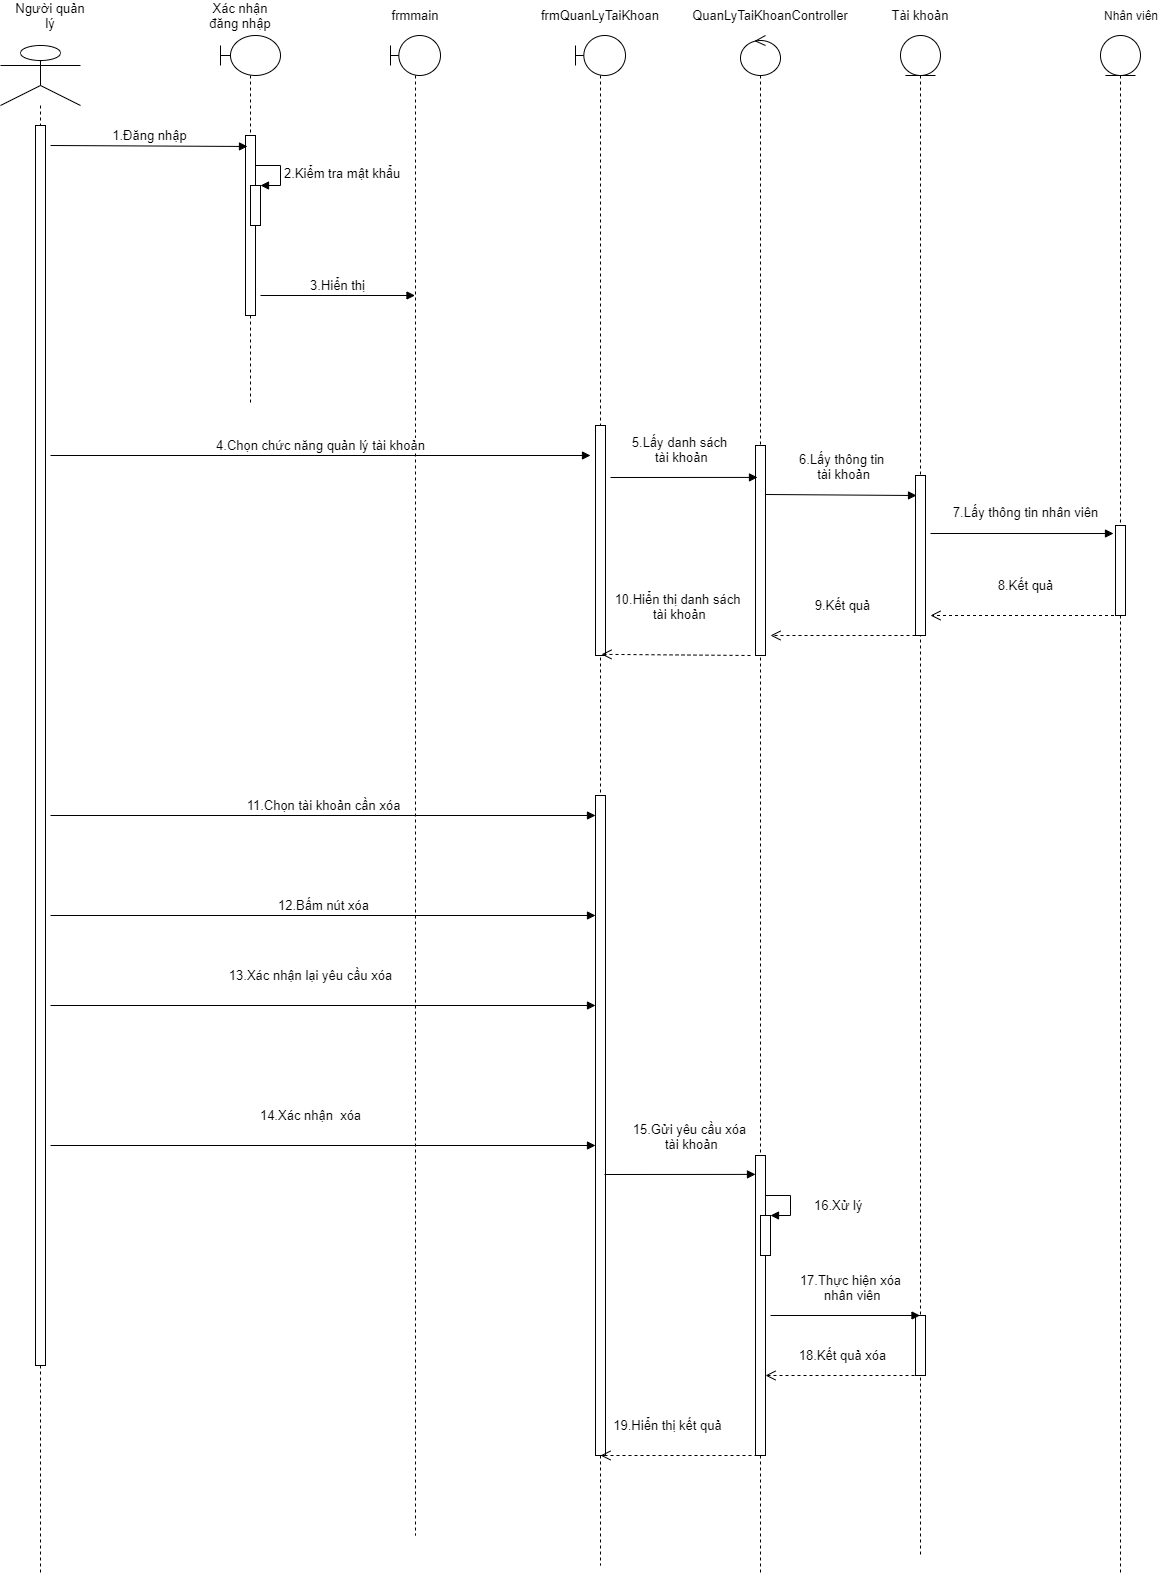 Người quản
lý
Xác nhận
đăng nhập
frmmain
frmQuanLyTaiKhoan
QuanLyTaiKhoanController
Tài khoản
Nhân viên
1.Đăng nhập
2.Kiểm tra mật khẩu
3.Hiển thị
4.Chọn chức năng quản lý tài khoản
5.Lấy danh sách
tài khoản
6.Lấy thông tin
tài khoản
7.Lấy thông tin nhân viên
8.Kết quả
9.Kết quả
10.Hiển thị danh sách
tài khoản
11.Chọn tài khoản cần xóa
12.Bấm nút xóa
13.Xác nhận lại yêu cầu xóa
14.Xác nhận  xóa
15.Gửi yêu cầu xóa
tài khoản
16.Xử lý
17.Thực hiện xóa
nhân viên
18.Kết quả xóa
19.Hiển thị kết quả